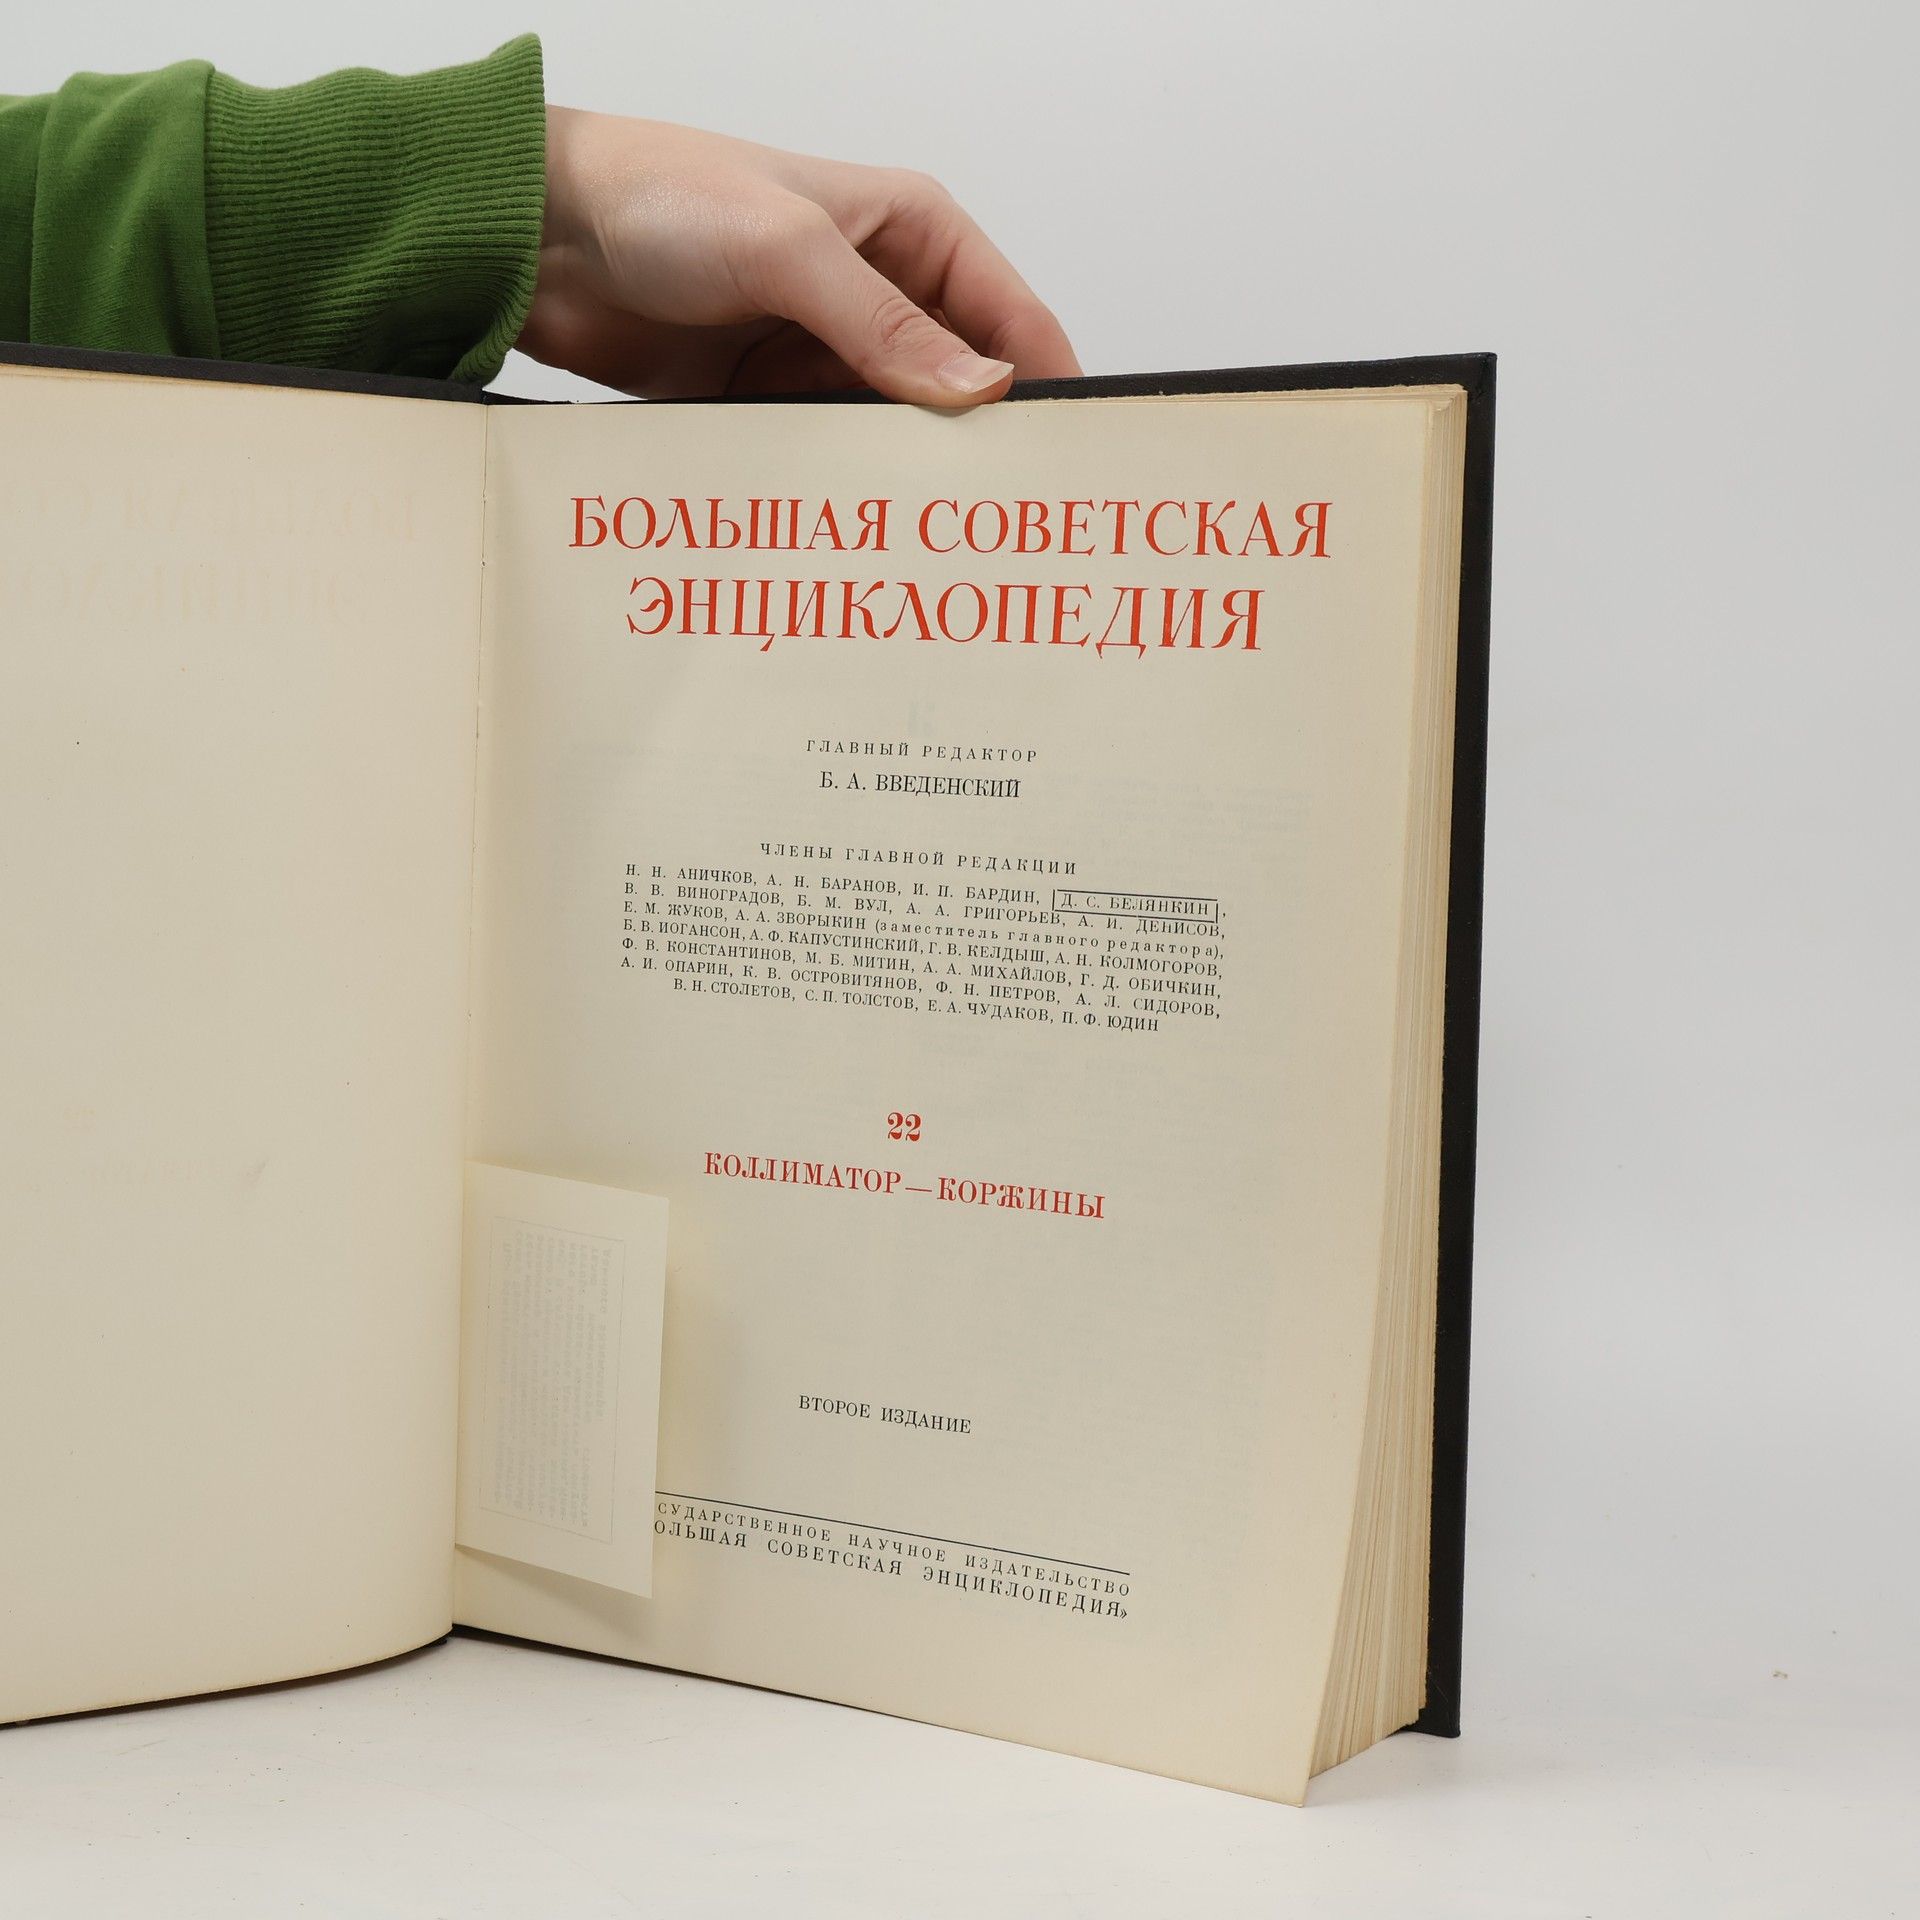 БОЛЬШАЯ СОВЕТСКАЯ
ЭНЦИКЛОПЕДИЯ
ГЛАВНЫЙ РЕДАКТОР
Б. А. ВВЕДЕНСКИЙ
ЧЛЕНЫ ГЛАВНОЙ РЕДАКЦИИ
Н. Н. АНИЧКОВ, А. Н. БАРАНОВ, И. П. БАРДИН, Д. С. БЕЛЯНКИН,
В. В. ВИНОГРАДОВ, Б. М. ВУЛ, А. А. ГРИГОРЬЕВ, А. И. ДЕНИСОВ,
Е. М. ЖУКОВ, А. А. ЗВОРЫКИН (заместитель главного редактора),
Б. В. ИОГАНСОН, А. Ф. КАПУСТИНСКИЙ, Г. В. КЕЛДЫШ, А. Н. КОЛМОГОРОВ,
Ф. В. КОНСТАНТИНОВ, М. Б. МИТИН, А. А. МИХАЙЛОВ, Г. Д. ОБИЧКИН,
А. И. ОПАРИН, К. В. ОСТРОВИТЯНОВ, Ф. Н. ПЕТРОВ, А. Л. СИДОРОВ,
В. Н. СТОЛЕТОВ, С. П. ТОЛСТОВ, Е. А. ЧУДАКОВ, П. Ф. ЮДИН
22
КОЛЛИМАТОР—КОРЖИНЫ
ВТОРОЕ ИЗДАНИЕ
СУДАРСТВЕННОЕ НАУЧНОЕ ИЗДАТЕЛЬСТВО
ОЛЬШАЯ СОВЕТСКАЯ ЭНЦИКЛОПЕДИЯ»